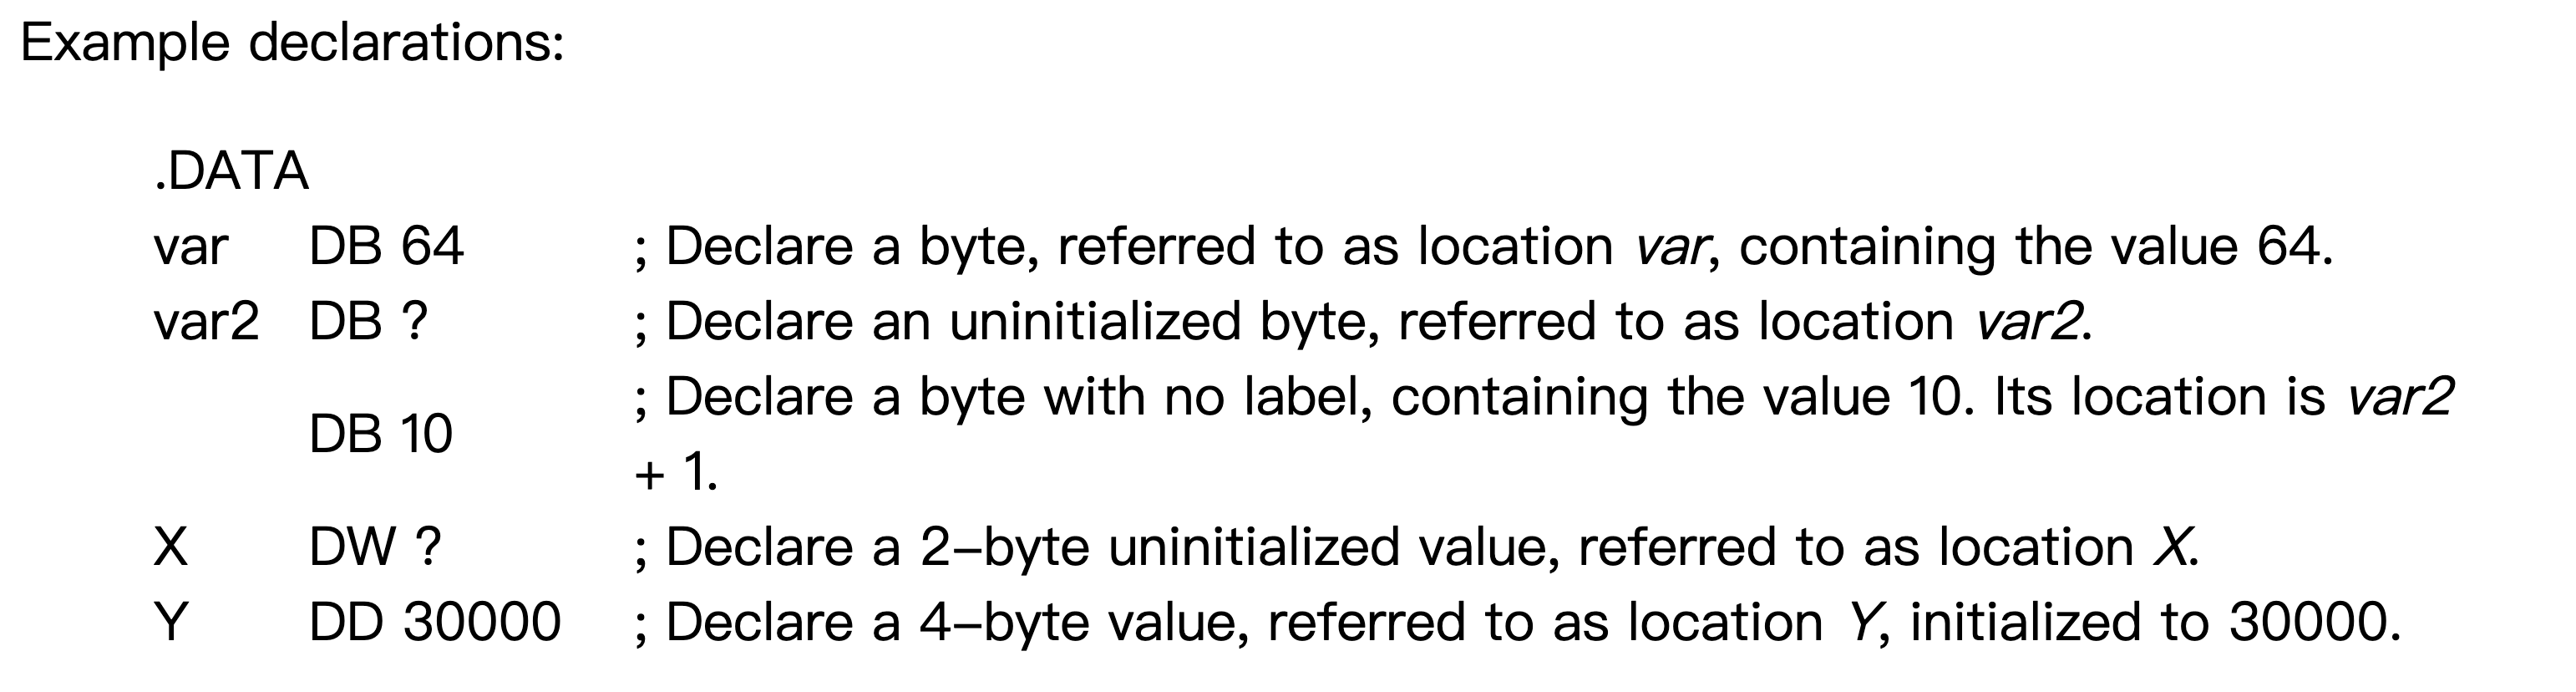 Example declarations:
.DATA
var DB 64 ; Declare a byte, referred to as location var, containing the value 64.
var2 DB ? ; Declare an uninitialized byte, referred to as location var2.
DB 10 ; Declare a byte with no label, containing the value 10. Its location is var2
+ 1.
X DW ? ; Declare a 2–byte uninitialized value, referred to as location X.
Y DD 30000 ; Declare a 4–byte value, referred to as location Y, initialized to 30000.